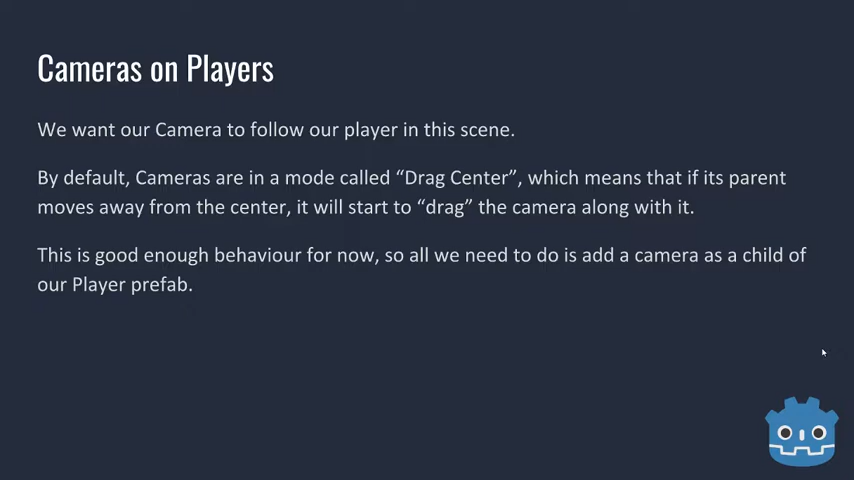 Cameras on Players
We want our Camera to follow our player in this scene.
By default, Cameras are in a mode called “Drag Center”, which means that if its parent
moves away from the center, it will start to “drag” the camera along with it.
This is good enough behaviour for now, so all we need to do is add a camera as a child of
our Player prefab.